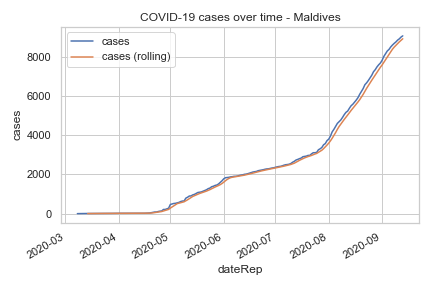 COVID-19 cases over time - Maldives
cases
cases (rolling)
8000
6000
4000
2000
0
cases
2020-03
2020-04
2020-05
2020-06
2020-07
2020-08
2020-09
dateRep